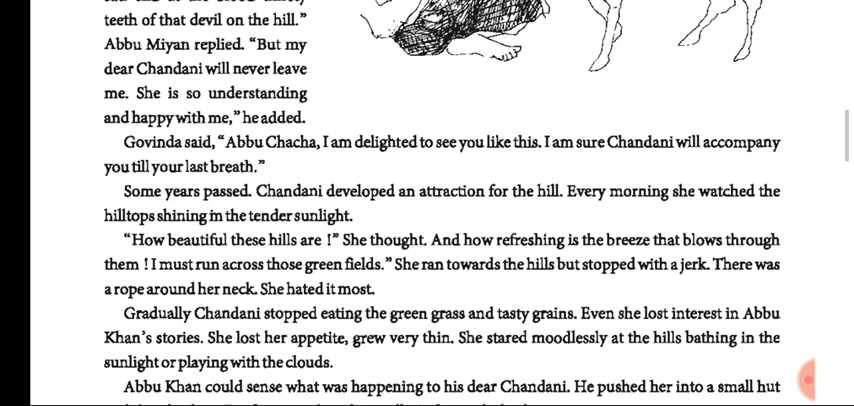 teeth of that devil on the hill."
Abbu Miyan replied. "But my
dear Chandani will never leave
me. She is so understanding
and happy with me," he added.
Govinda said, "Abbu Chacha, I am delighted to see you like this. I am sure Chandani will accompany
you till your last breath."
Some years passed. Chandani developed an attraction for the hill. Every morning she watched the
hilltops shining in the tender sunlight.
"How beautiful these hills are !" She thought. And how refreshing is the breeze that blows through
them ! I must run across those green fields." She ran towards the hills but stopped with a jerk. There was
a rope around her neck. She hated it most.
Gradually Chandani stopped eating the green grass and tasty grains. Even she lost interest in Abbu
Khan's stories. She lost her appetite, grew very thin. She stared moodlessly at the hills bathing in the
sunlight or playing with the clouds.
Abbu Khan could sense what was happening to his dear Chandani. He pushed her into a small hut